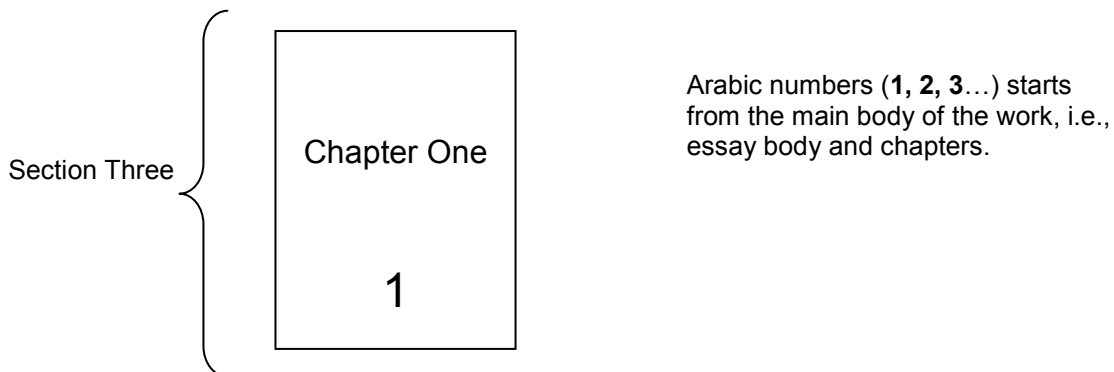 Section Three
Chapter One
1
Arabic numbers (1, 2, 3…) starts
from the main body of the work, i.e.,
essay body and chapters.